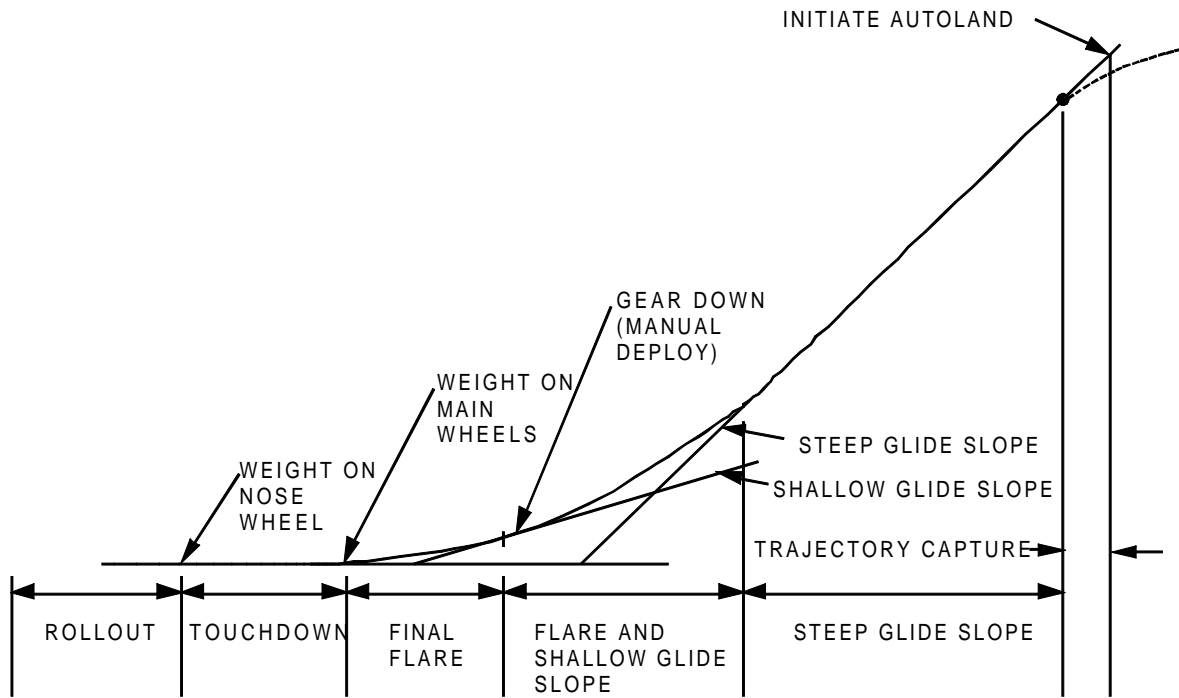 INITIATE AUTOLAND
GEAR DOWN
(MANUAL
DEPLOY)
WEIGHT ON
MAIN
WHEELS
STEEP GLIDE SLOPE
WEIGHT ON
NOSE
WHEEL
SHALLOW GLIDE SLOPE
TRAJECTORY CAPTURE
ROLLOUT
TOUCHDOWN
FINAL
FLARE
FLARE AND
SHALLOW GLIDE
SLOPE
STEEP GLIDE SLOPE